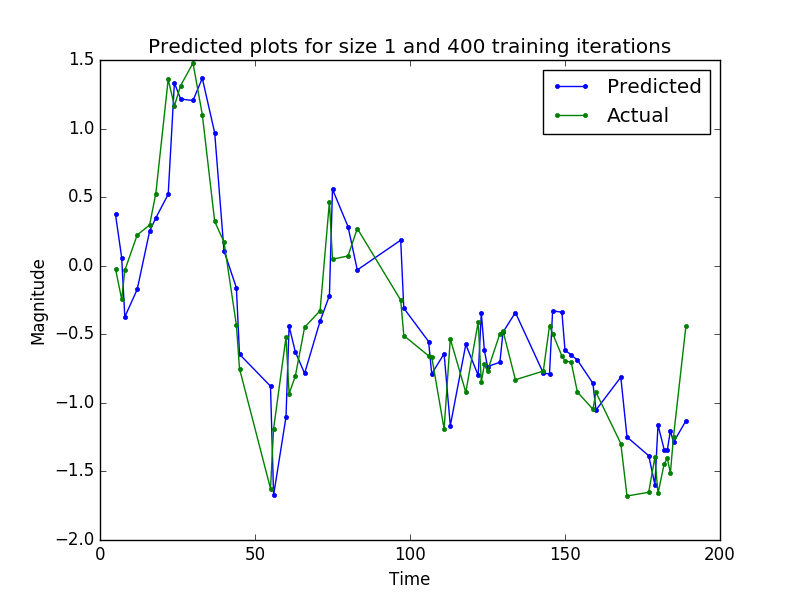 Predicted plots for size 1 and 400 training iterations
Predicted
Actual
1.5
1.0
0.5
0.0
−0.5
−1.0
−1.5
−2.0
Magnitude
0
50
100
150
200
Time